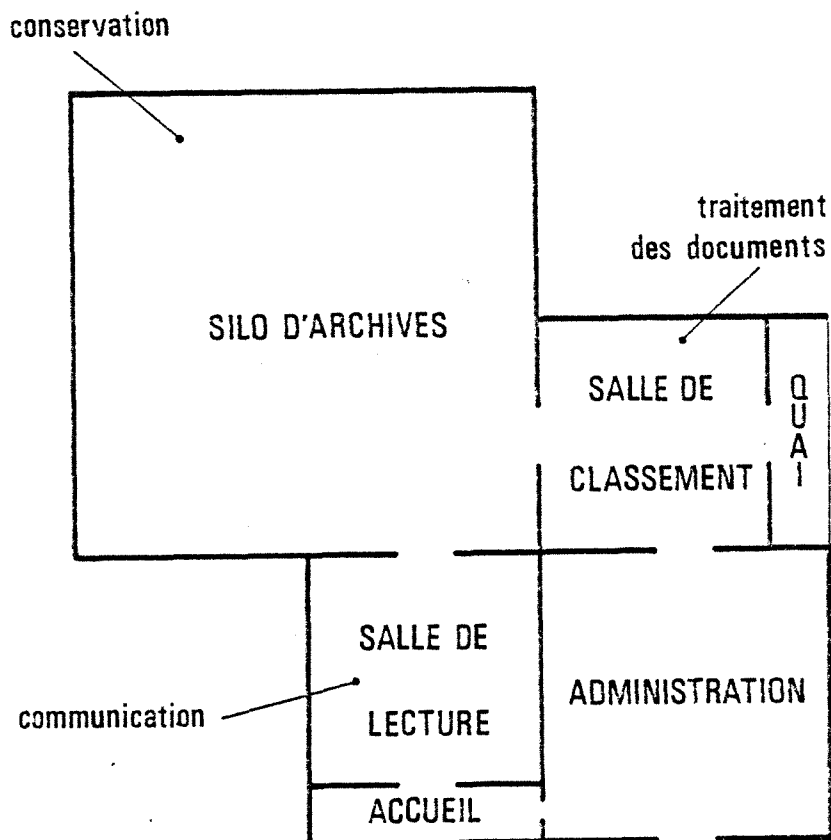 conservation
traitement
des documents
SILO D'ARCHIVES
SALLE DE
CLASSEMENT
QUAI
SALLE DE
LECTURE
communication
ADMINISTRATION
ACCUEIL